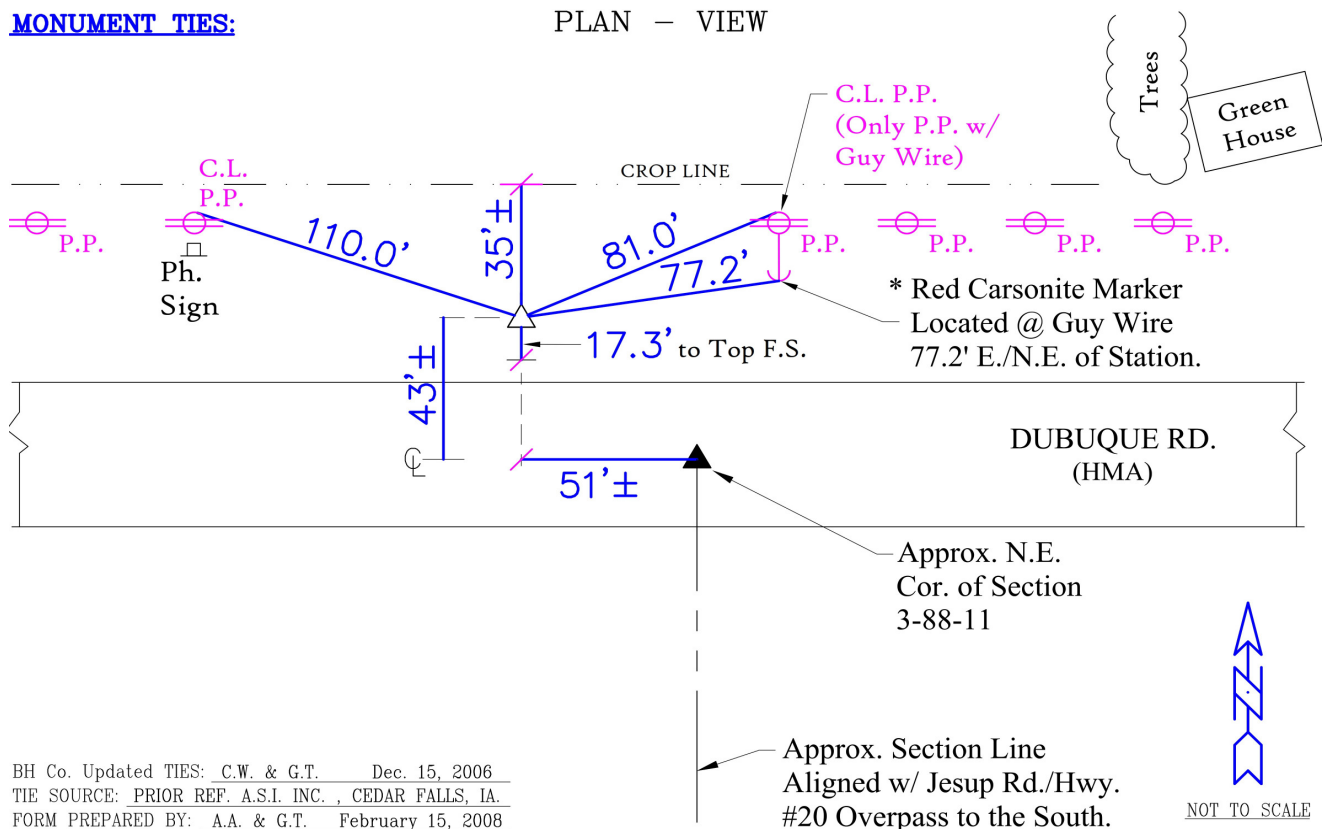 MONUMENT TIES:
PLAN - VIEW
Trees
Green
House
C.L. P.P.
(Only P.P. w/
Guy Wire)
CROP LINE
C.L.
P.P.
P.P.
P.P.
P.P.
P.P.
P.P.
Ph.
Sign
110.0'
35'±
81.0'
77.2'
* Red Carsonite Marker
Located @ Guy Wire
77.2' E./N.E. of Station.
17.3' to Top F.S.
43'±
DUBUQUE RD.
(HMA)
CL
51'±
Approx. N.E.
Cor. of Section
3-88-11
N
Approx. Section Line
Aligned w/ Jesup Rd./Hwy.
#20 Overpass to the South.
NOT TO SCALE
BH Co. Updated TIES: C.W. & G.T. Dec. 15, 2006
TIE SOURCE: PRIOR REF. A.S.I. INC. , CEDAR FALLS, IA.
FORM PREPARED BY: A.A. & G.T. February 15, 2008